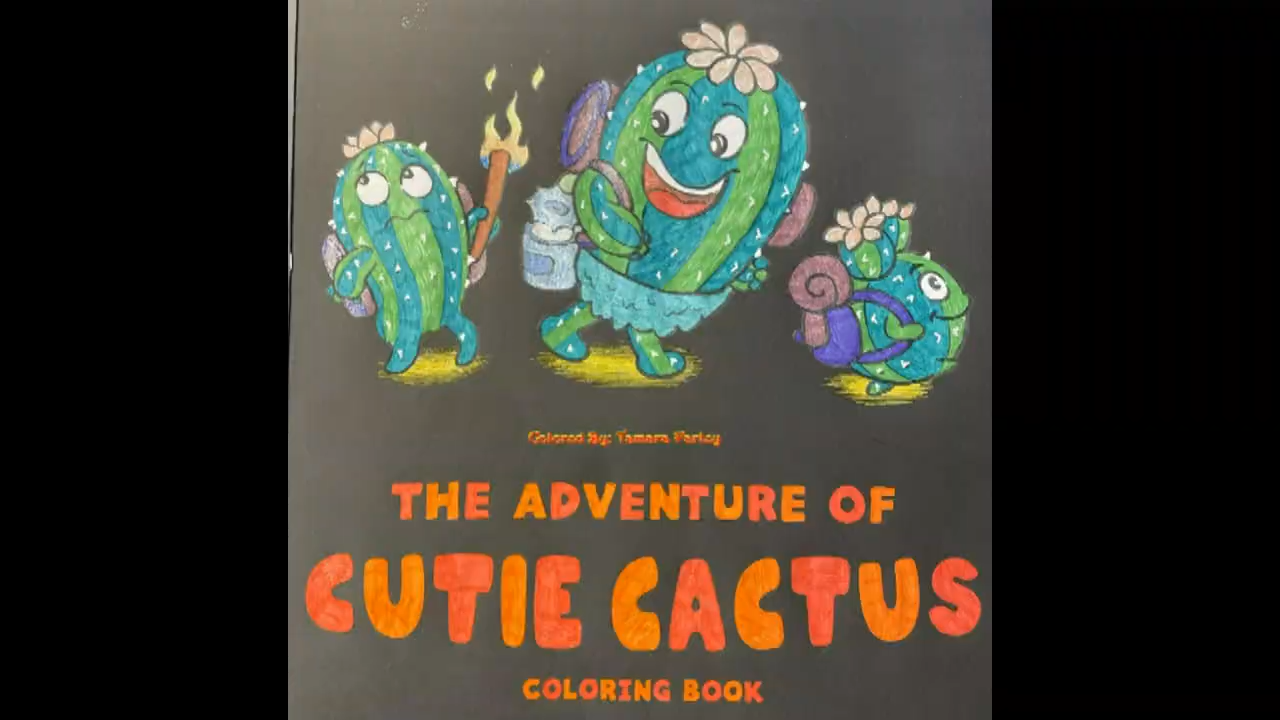 Colored By: Tamara Farley
THE ADVENTURE OF
CUTIE CACTUS
COLORING BOOK